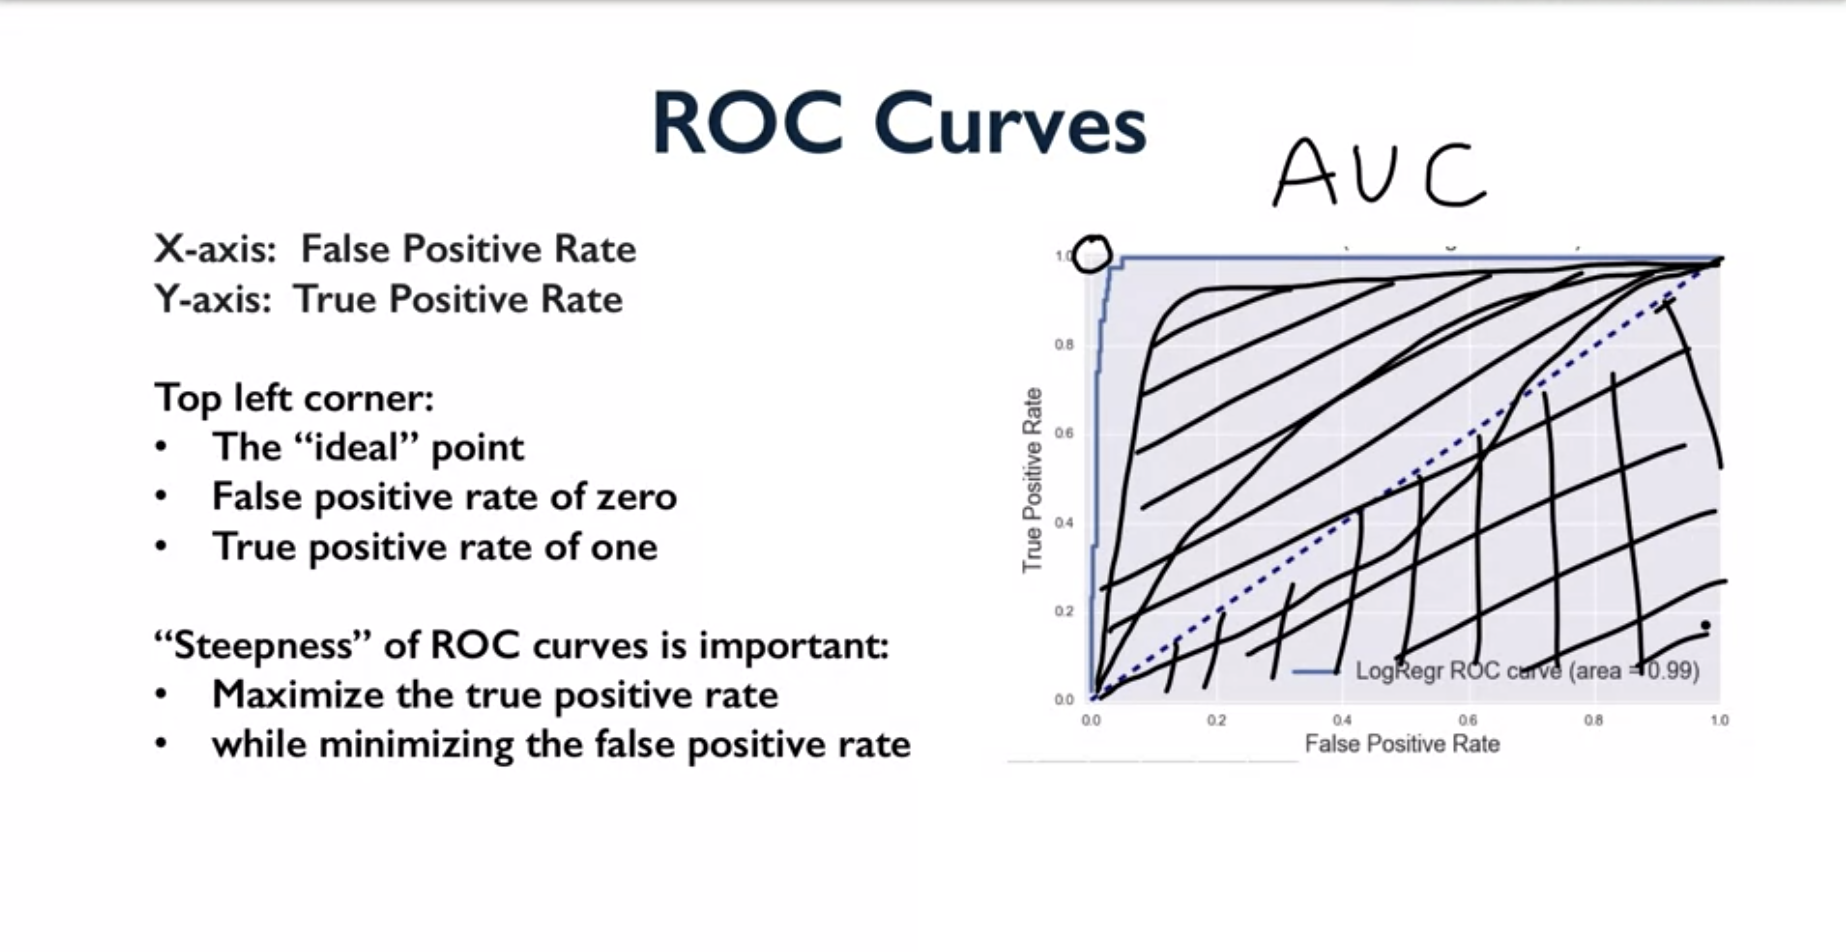 ROC Curves
AUC
X-axis: False Positive Rate
Y-axis: True Positive Rate
Top left corner:
• The “ideal” point
• False positive rate of zero
• True positive rate of one
“Steepness” of ROC curves is important:
• Maximize the true positive rate
• while minimizing the false positive rate
True Positive Rate
1.0
0.8
0.6
0.4
0.2
0.0
LogRegr ROC curve (area = 0.99)
0.0 0.2 0.4 0.6 0.8 1.0
False Positive Rate